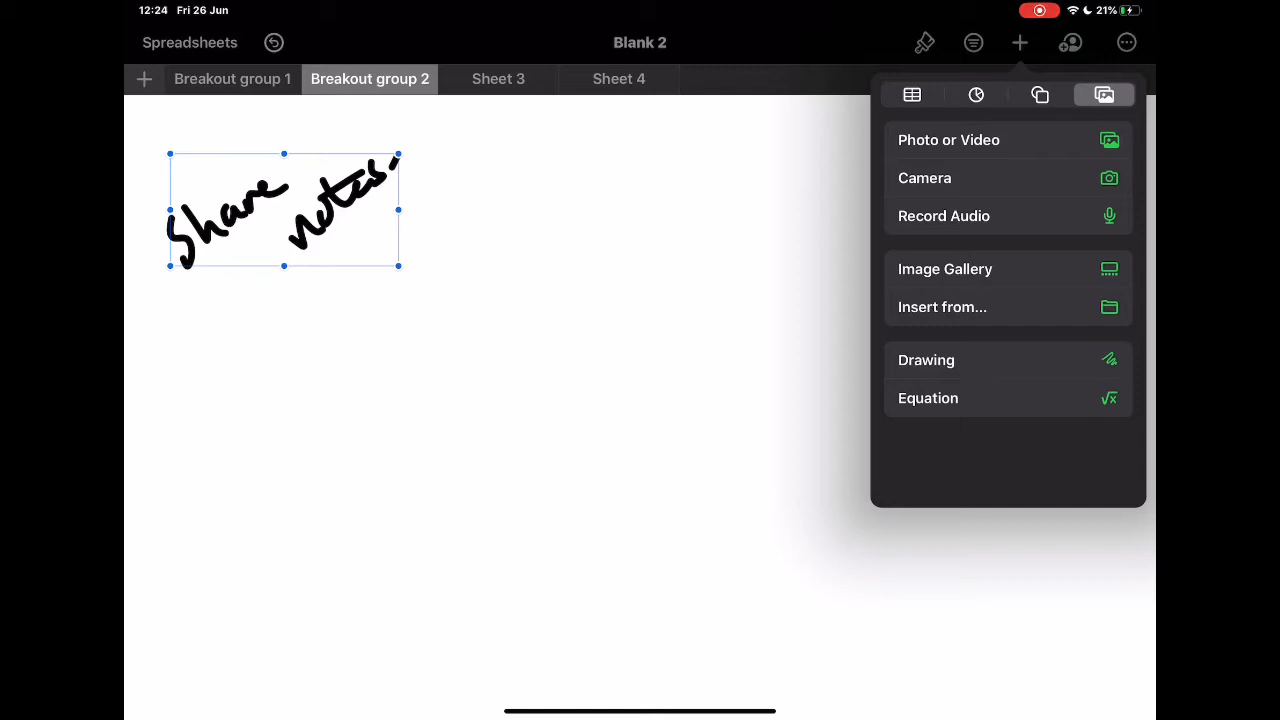 12:24 Fri 26 Jun 21%
Spreadsheets Blank 2
Breakout group 1 Breakout group 2 Sheet 3 Sheet 4
Share notes.
Photo or Video
Camera
Record Audio
Image Gallery
Insert from...
Drawing
Equation √x